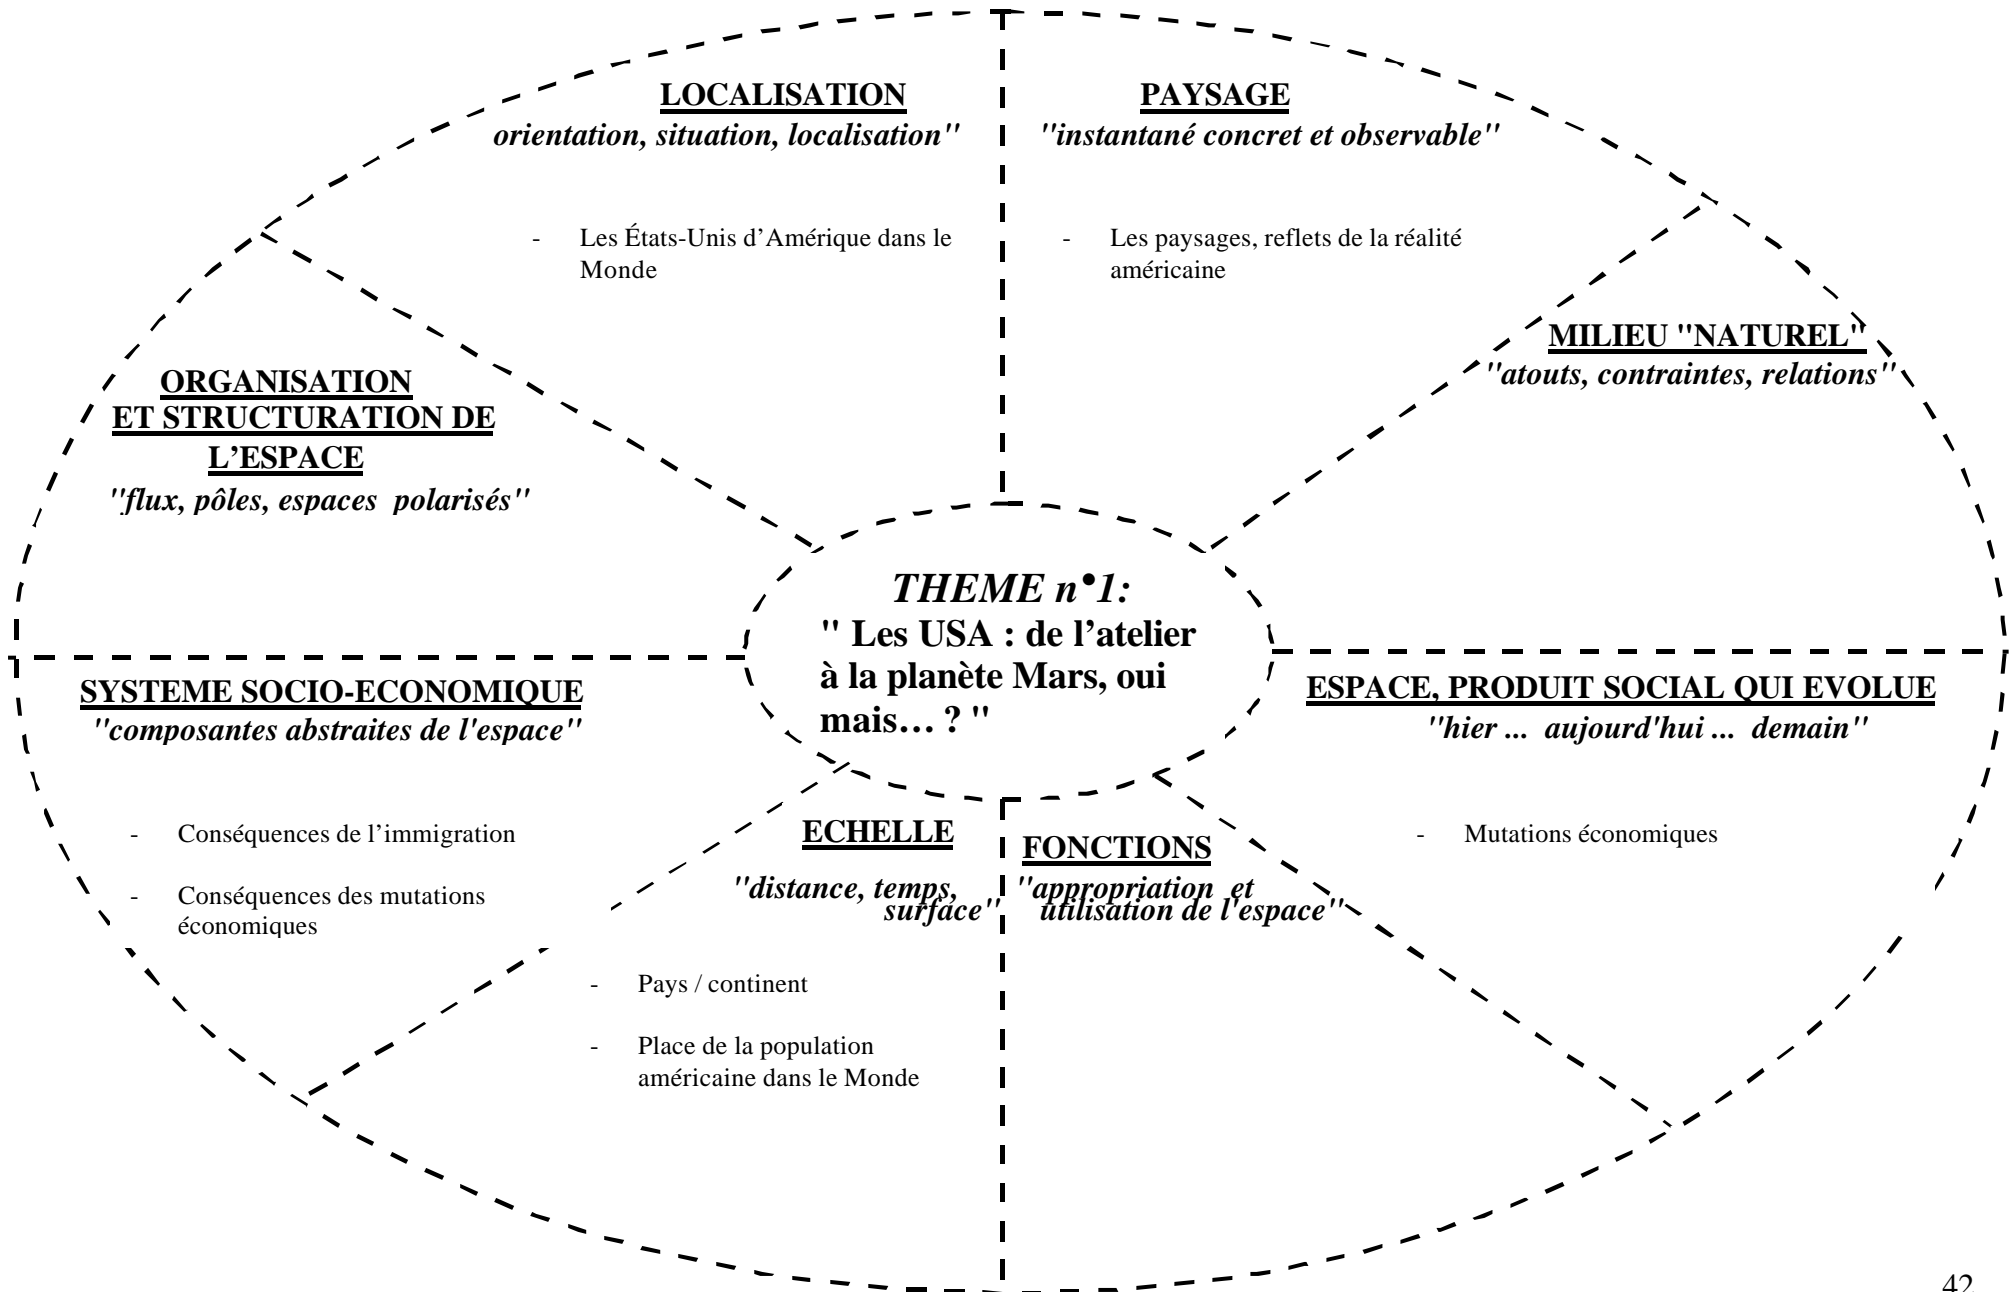 LOCALISATION
orientation, situation, localisation"
- Les États-Unis d’Amérique dans le
Monde
PAYSAGE
"instantané concret et observable"
- Les paysages, reflets de la réalité
américaine
MILIEU "NATUREL"
"atouts, contraintes, relations"
ORGANISATION
ET STRUCTURATION DE
L’ESPACE
"flux, pôles, espaces polarisés"
THEME n°1:
" Les USA : de l’atelier
à la planète Mars, oui
mais… ? "
SYSTEME SOCIO-ECONOMIQUE
"composantes abstraites de l'espace"
- Conséquences de l’immigration
- Conséquences des mutations
économiques
ESPACE, PRODUIT SOCIAL QUI EVOLUE
"hier ... aujourd'hui ... demain"
- Mutations économiques
ECHELLE
"distance, temps,
surface"
- Pays / continent
- Place de la population
américaine dans le Monde
FONCTIONS
"appropriation et
utilisation de l'espace"
42